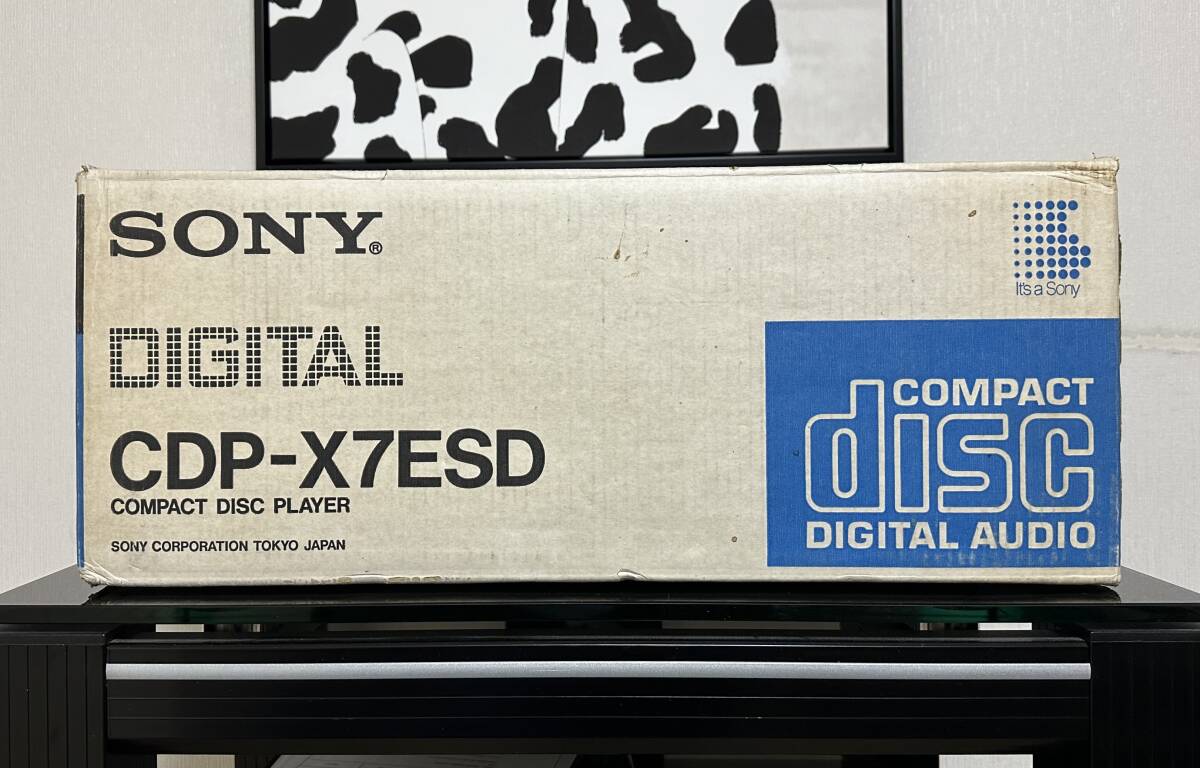 SONY®
DIGITAL
CDP-X7ESD
COMPACT DISC PLAYER
SONY CORPORATION TOKYO JAPAN
It's a Sony
COMPACT
disc
DIGITAL AUDIO